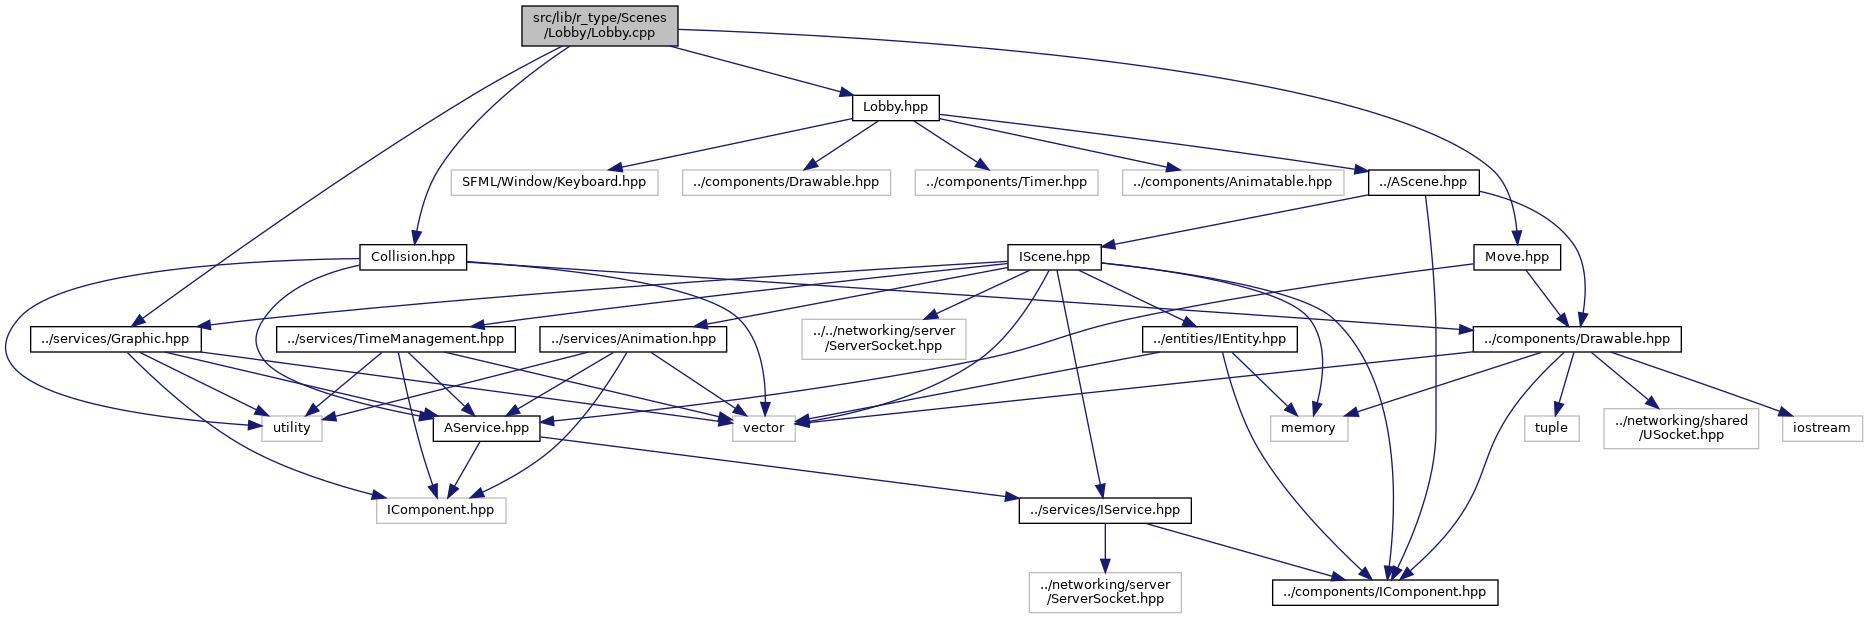 src/lib/r_type/Scenes
/Lobby/Lobby.cpp
Lobby.hpp
SFML/Window/Keyboard.hpp
../components/Drawable.hpp
../components/Timer.hpp
../components/Animatable.hpp
../AScene.hpp
Collision.hpp
IScene.hpp
Move.hpp
../services/Graphic.hpp
../services/TimeManagement.hpp
../services/Animation.hpp
../../networking/server
/ServerSocket.hpp
../entities/IEntity.hpp
../components/Drawable.hpp
utility
AService.hpp
vector
memory
tuple
../networking/shared
/USocket.hpp
iostream
IComponent.hpp
../services/IService.hpp
../networking/server
/ServerSocket.hpp
../components/IComponent.hpp